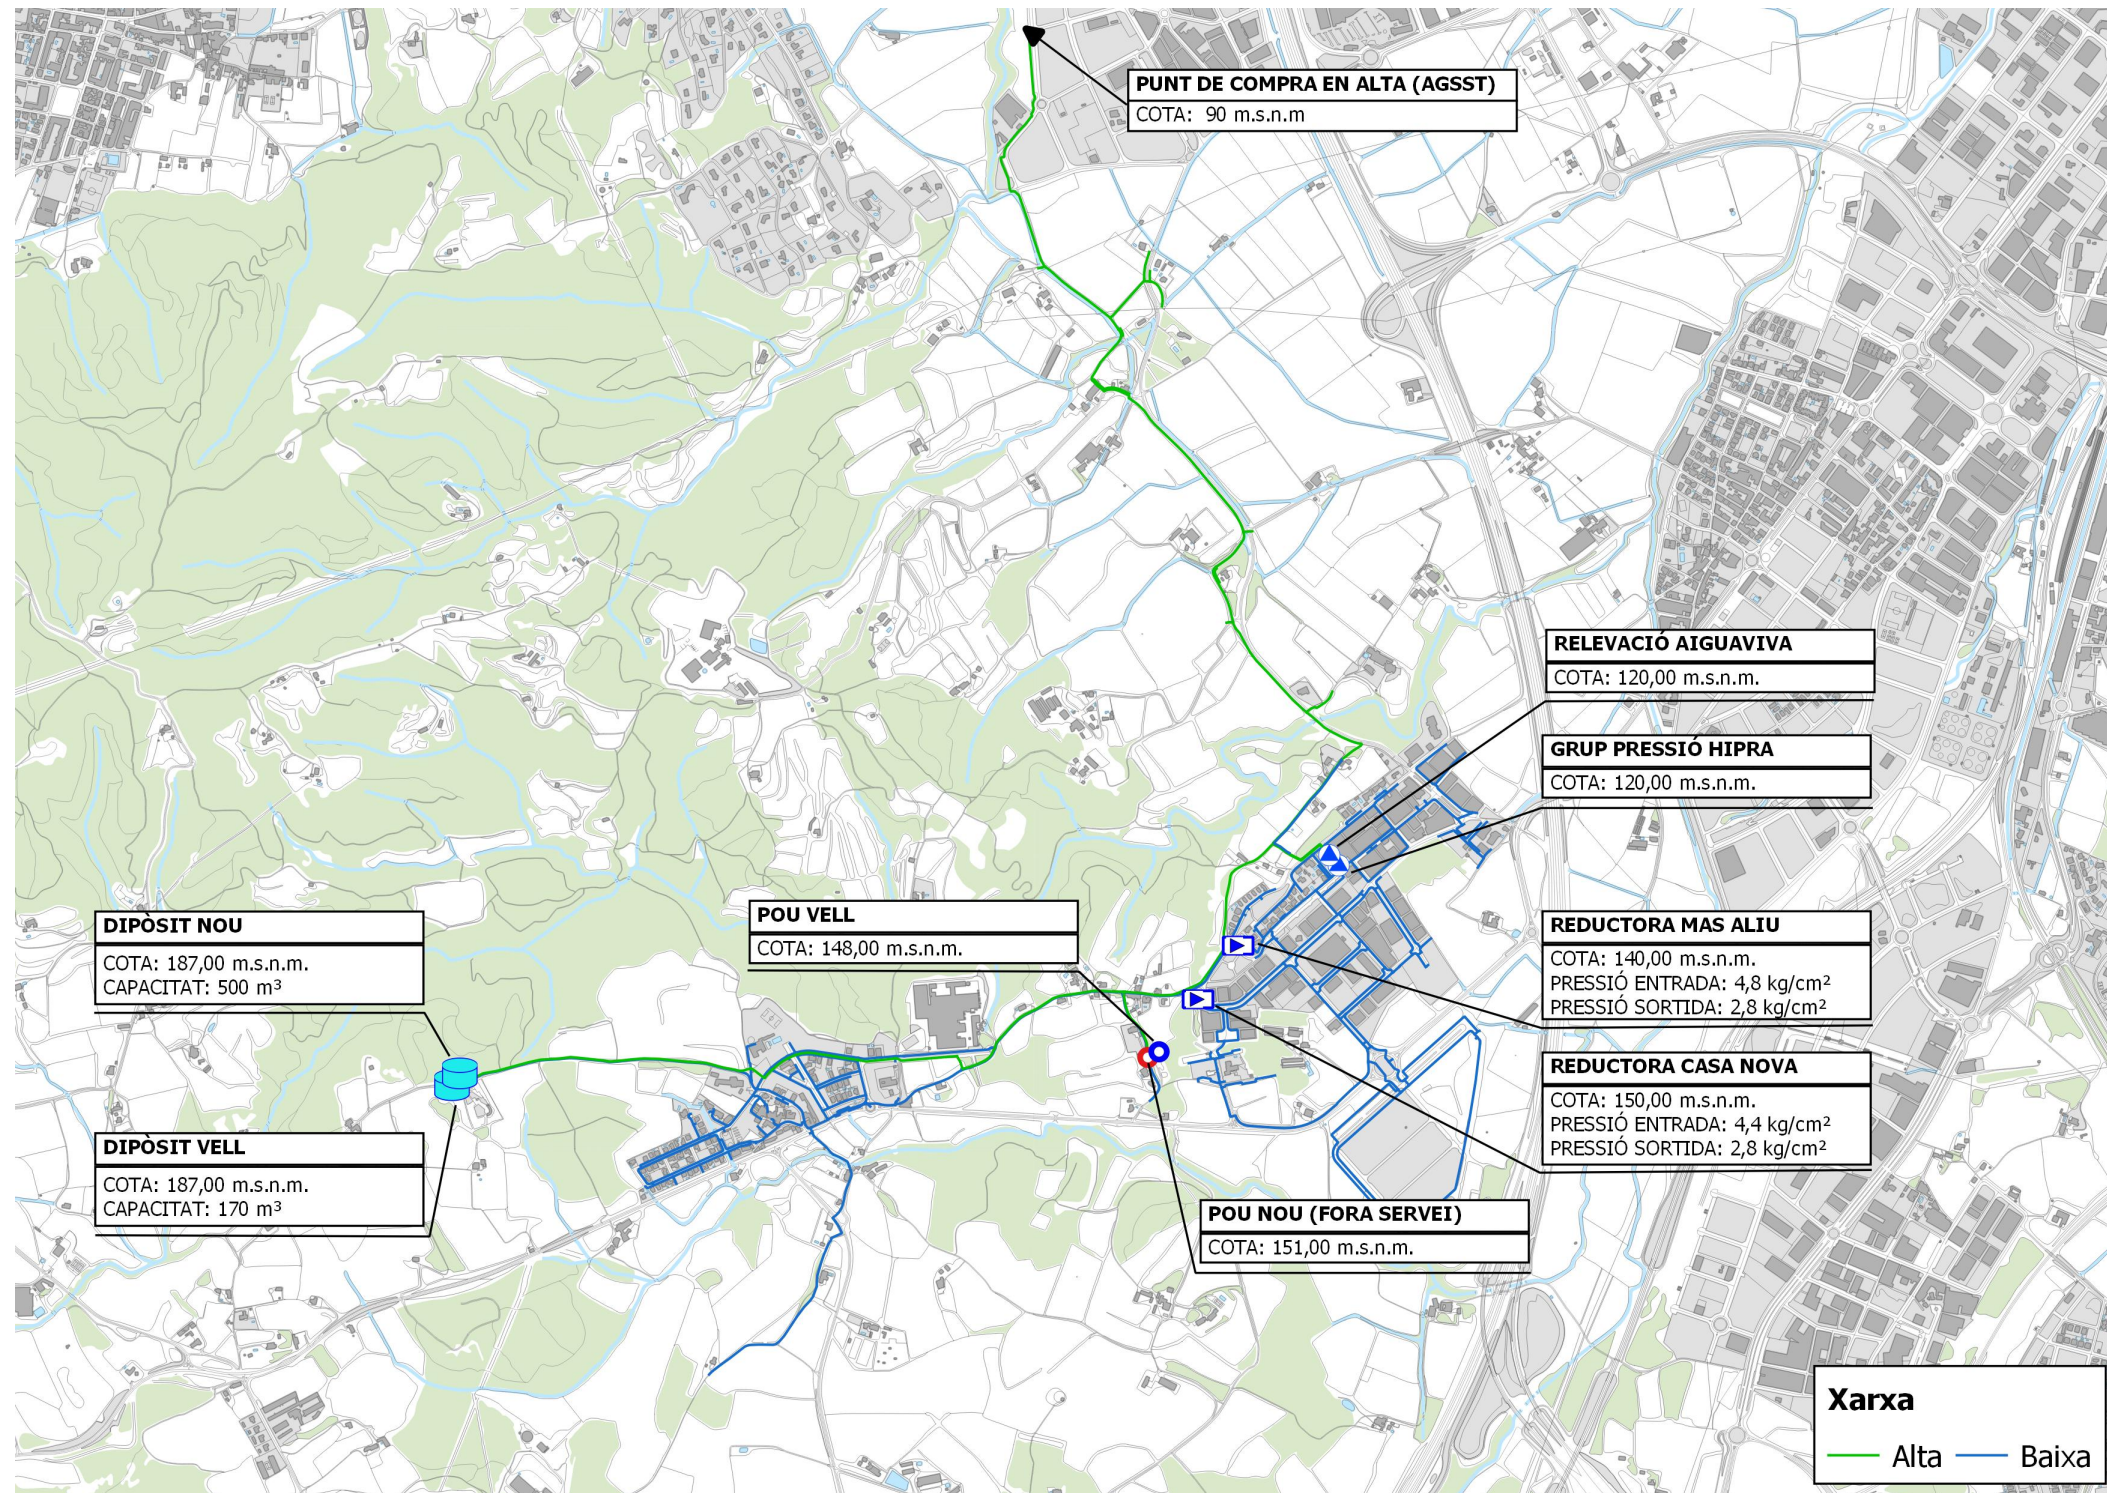 PUNT DE COMPRA EN ALTA (AGSST)
COTA: 90 m.s.n.m
RELEVACIÓ AIGUAVIVA
COTA: 120,00 m.s.n.m.
GRUP PRESSIÓ HIPRA
COTA: 120,00 m.s.n.m.
DIPÒSIT NOU
COTA: 187,00 m.s.n.m.
CAPACITAT: 500 m³
POU VELL
COTA: 148,00 m.s.n.m.
REDUCTORA MAS ALIU
COTA: 140,00 m.s.n.m.
PRESSIÓ ENTRADA: 4,8 kg/cm²
PRESSIÓ SORTIDA: 2,8 kg/cm²
REDUCTORA CASA NOVA
COTA: 150,00 m.s.n.m.
PRESSIÓ ENTRADA: 4,4 kg/cm²
PRESSIÓ SORTIDA: 2,8 kg/cm²
DIPÒSIT VELL
COTA: 187,00 m.s.n.m.
CAPACITAT: 170 m³
POU NOU (FORA SERVEI)
COTA: 151,00 m.s.n.m.
Xarxa
Alta Baixa